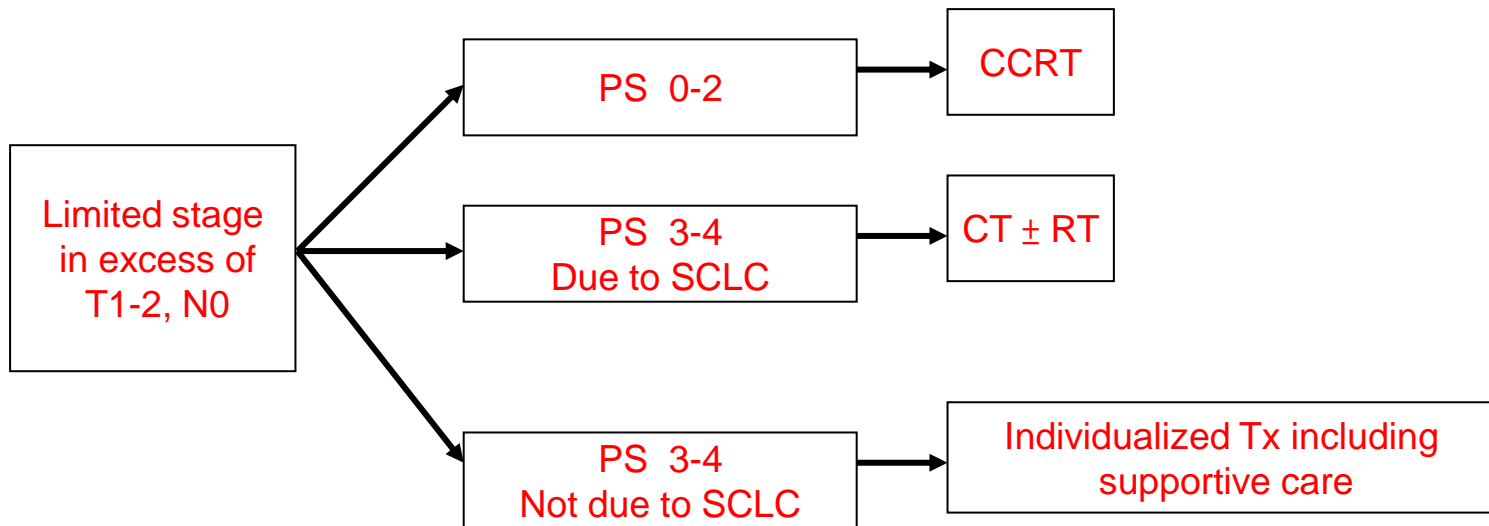 Limited stage
in excess of
T1-2, N0
PS 0-2
CCRT
PS 3-4
Due to SCLC
CT ± RT
PS 3-4
Not due to SCLC
Individualized Tx including
supportive care